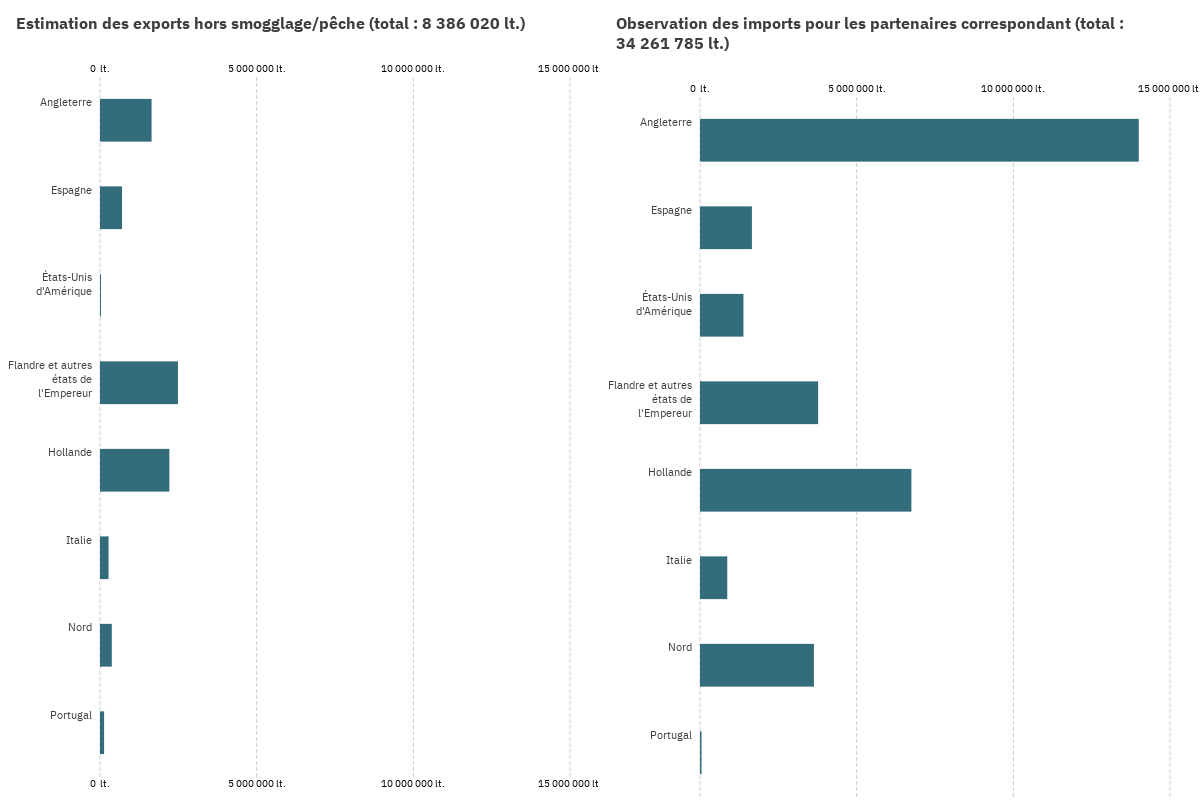 Estimation des exports hors smogglage/pêche (total : 8 386 020 lt.)
0 lt.
5 000 000 lt.
10 000 000 lt.
15 000 000 lt
Angleterre
Espagne
États-Unis
d'Amérique
Flandre et autres
états de
l'Empereur
Hollande
Italie
Nord
Portugal
0 lt.
5 000 000 lt.
10 000 000 lt.
15 000 000 lt
Observation des imports pour les partenaires correspondant (total :
34 261 785 lt.)
0 lt.
5 000 000 lt.
10 000 000 lt.
15 000 000 lt
Angleterre
Espagne
États-Unis
d'Amérique
Flandre et autres
états de
l'Empereur
Hollande
Italie
Nord
Portugal